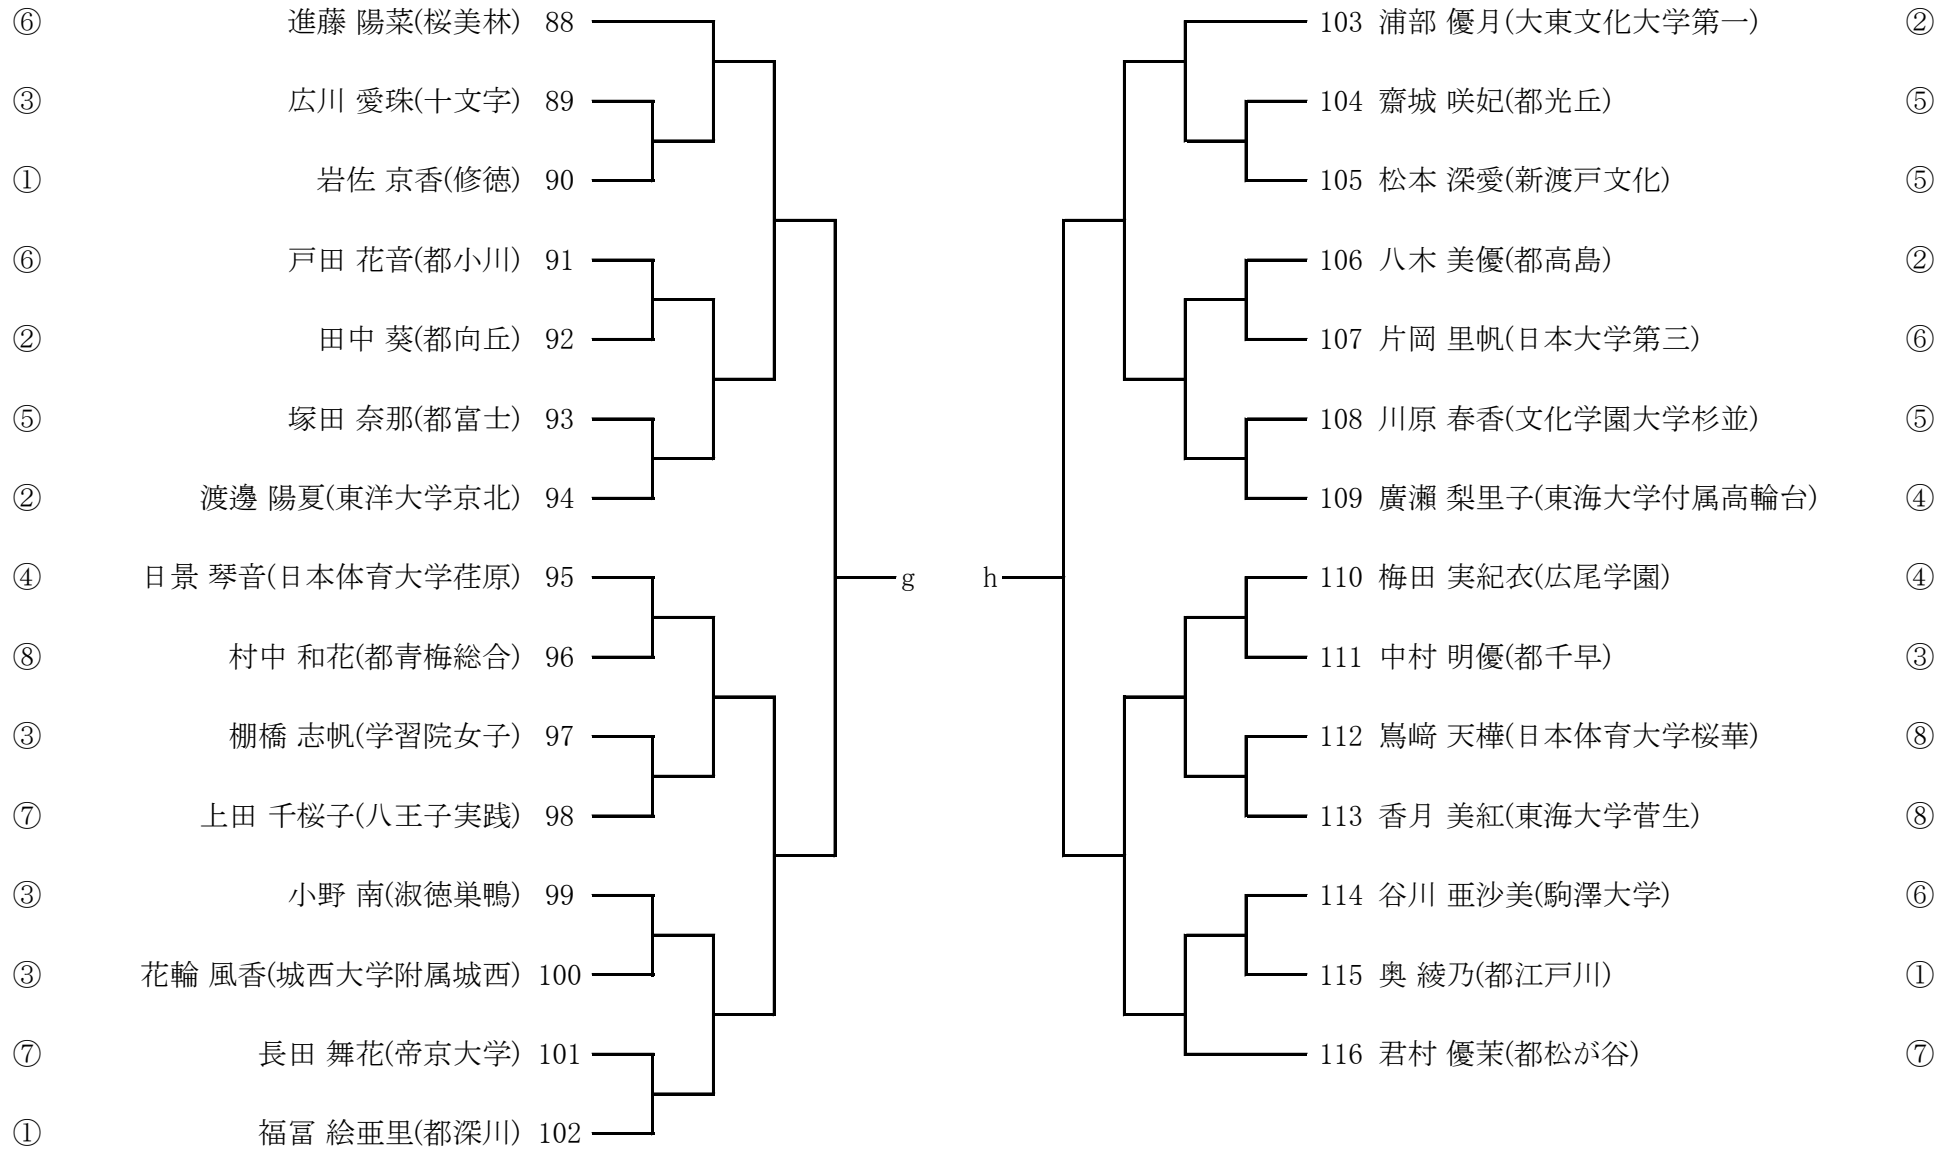 ⑥ 進藤 陽菜(桜美林) 88
③ 広川 愛珠(十文字) 89
① 岩佐 京香(修徳) 90
⑥ 戸田 花音(都小川) 91
② 田中 葵(都向丘) 92
⑤ 塚田 奈那(都富士) 93
② 渡邊 陽夏(東洋大学京北) 94
④ 日景 琴音(日本体育大学荏原) 95
⑧ 村中 和花(都青梅総合) 96
③ 棚橋 志帆(学習院女子) 97
⑦ 上田 千桜子(八王子実践) 98
③ 小野 南(淑徳巣鴨) 99
③ 花輪 風香(城西大学附属城西) 100
⑦ 長田 舞花(帝京大学) 101
① 福冨 絵亜里(都深川) 102
g
h
103 浦部 優月(大東文化大学第一) ②
104 齋城 咲妃(都光丘) ⑤
105 松本 深愛(新渡戸文化) ⑤
106 八木 美優(都高島) ②
107 片岡 里帆(日本大学第三) ⑥
108 川原 春香(文化学園大学杉並) ⑤
109 廣瀨 梨里子(東海大学付属高輪台) ④
110 梅田 実紀衣(広尾学園) ④
111 中村 明優(都千早) ③
112 嶌﨑 天樺(日本体育大学桜華) ⑧
113 香月 美紅(東海大学菅生) ⑧
114 谷川 亜沙美(駒澤大学) ⑥
115 奥 綾乃(都江戸川) ①
116 君村 優茉(都松が谷) ⑦